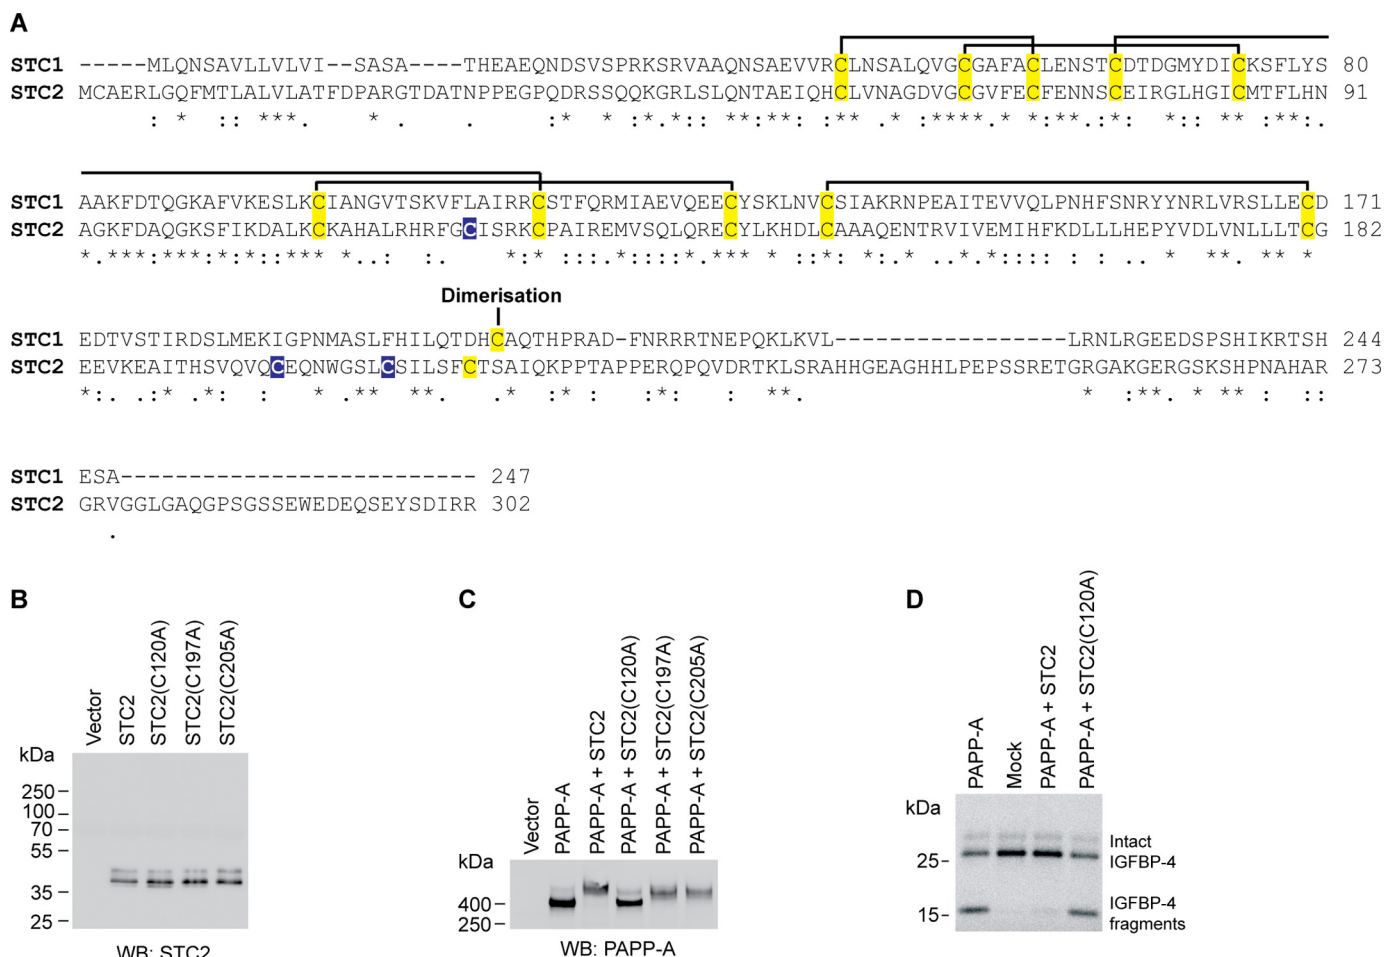 A
STC1 -----MLQNSAVLLVLVI--SASA----THEAEQNDSVSPRKSRVAAQNSAEVVRCLNSALQVGCGAFACLENSTCDTDGMYDICKSFLYS 80
STC2 MCAERLGQFMTLALVLATFDPARGTDATNPPEGPQDRSSQQKGRLSLQNTAEIQHCLVNAGDVGCGVFECFENNSCEIRGLHGICMTFLHN 91
: * :: ***. * . . :* :*.** :: **:**: :** .* :**** .* *:**.:* *:: ** :**:.
STC1 AAKFDTQGKAFVKESLKCIANGVTSKVFLAIRRCSTFQRMIAEVQEECYSKLNVCSIAKRNPEAITEVVQLPNHFSNRYYNRLVRSLLECD 171
STC2 AGKFDAQGKSFIKDALKCKAHALRHRFGCISRKCPAIREMVSQLQRECYLKHDLCAAAQENTRVIVEMIHFKDLLLHEPYVDLVNLLLTCG 182
*.***:***:*:*::*** *..: :. *:* ::.*::::*.*** * ::*: *:.* ..*.*:::: : : :. * **. ** *
Dimerisation
STC1 EDTVSTIRDSLMEKIGPNMASLFHILQTDHCAQTHPRAD-FNRRRTNEPQKLKVL-----------------LRNLRGEEDSPSHIKRTSH 244
STC2 EEVKEAITHSVQVQCEQNWGSLCSILSFCTSAIQKPPTAPPERQPQVDRTKLSRAHHGEAGHHLPEPSSRETGRGAKGERGSKSHPNAHAR 273
*:. .:* .*: : * .** **. .* :* : :* : **. * :**. * ** : ::
STC1 ESA-------------------------- 247
STC2 GRVGGLGAQGPSGSSEWEDEQSEYSDIRR 302
.
B
Vector
STC2
STC2(C120A)
STC2(C197A)
STC2(C205A)
kDa
250
100
70
55
35
25
WB: STC2
C
Vector
PAPP-A
PAPP-A + STC2
PAPP-A + STC2(C120A)
PAPP-A + STC2(C197A)
PAPP-A + STC2(C205A)
kDa
400
250
WB: PAPP-A
D
PAPP-A
Mock
PAPP-A + STC2
PAPP-A + STC2(C120A)
kDa
25
15
Intact
IGFBP-4
IGFBP-4
fragments